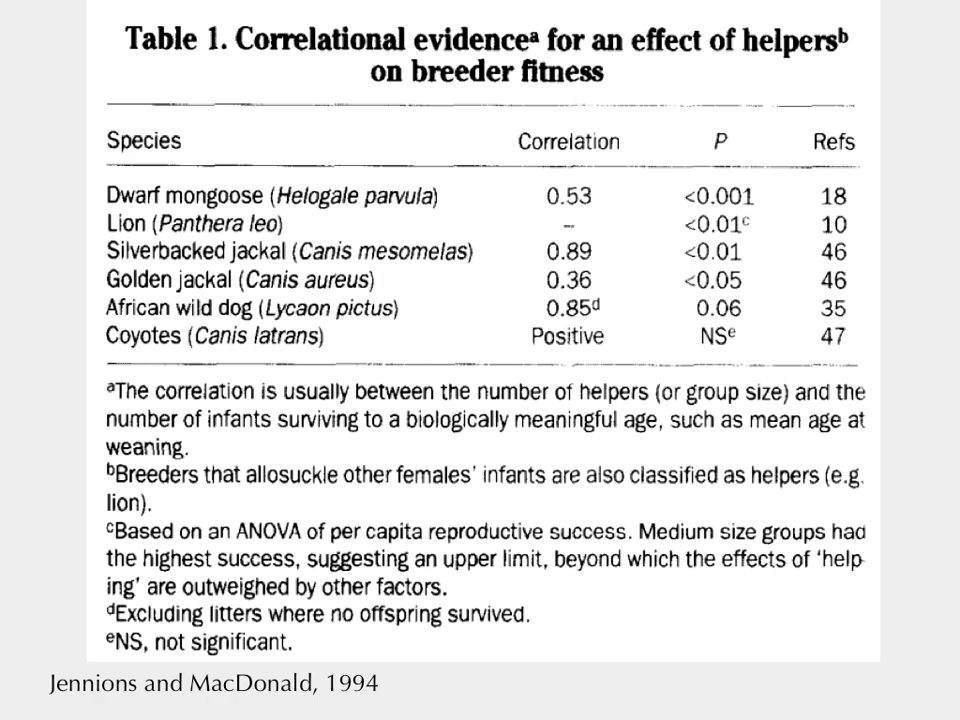 Table 1. Correlational evidenceᵃ for an effect of helpersᵇ
on breeder fitness
Species Correlation P Refs
Dwarf mongoose (Helogale parvula) 0.53 <0.001 18
Lion (Panthera leo) – <0.01ᶜ 10
Silverbacked jackal (Canis mesomelas) 0.89 <0.01 46
Golden jackal (Canis aureus) 0.36 <0.05 46
African wild dog (Lycaon pictus) 0.85ᵈ 0.06 35
Coyotes (Canis latrans) Positive NSᵉ 47
ᵃThe correlation is usually between the number of helpers (or group size) and the
number of infants surviving to a biologically meaningful age, such as mean age at
weaning.
ᵇBreeders that allosuckle other females' infants are also classified as helpers (e.g.
lion).
ᶜBased on an ANOVA of per capita reproductive success. Medium size groups had
the highest success, suggesting an upper limit, beyond which the effects of 'help-
ing' are outweighed by other factors.
ᵈExcluding litters where no offspring survived.
ᵉNS, not significant.
Jennions and MacDonald, 1994